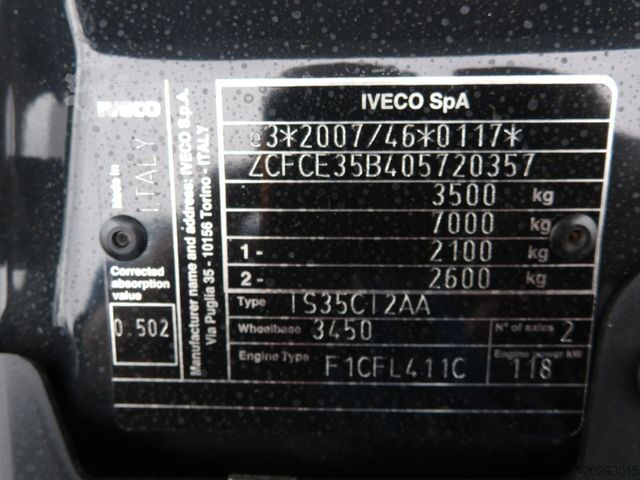 IVECO
IVECO SpA
e3*2007/46*0117*
ZCFCE35B405720357
3500 kg
7000 kg
1- 2100 kg
2- 2600 kg
Type IS35CI2AA
Wheelbase 3450 N° of axles 2
Engine Type F1CFL411C Engine power kW 118
Made in ITALY
Corrected absorption value
0.502
Manufacturer name and address: IVECO S.p.A.
Via Puglia 35 - 10156 Torino - ITALY